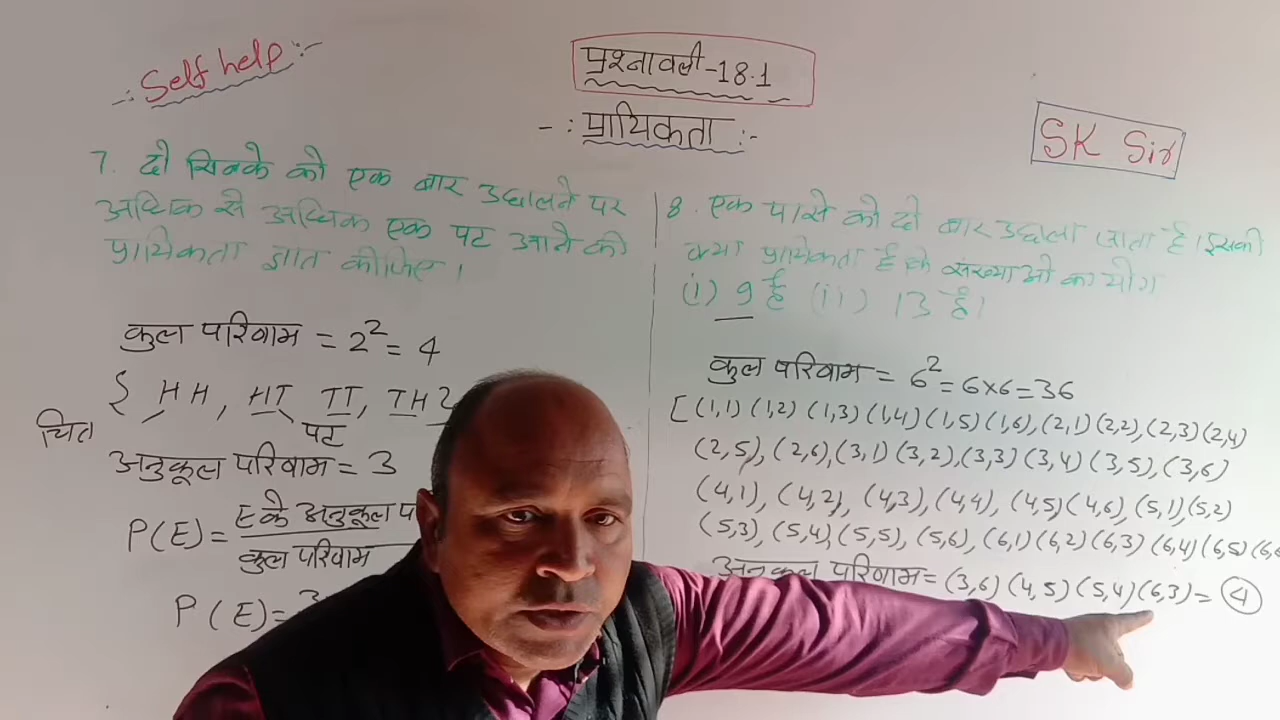 Self help
प्रश्नावली-18.1
-: प्रायिकता :-
SK Sir
7. दो सिक्के को एक बार उछालने पर
अधिक से अधिक एक पट आने की
प्रायिकता ज्ञात कीजिए।
कुल परिणाम = 2² = 4
{ HH, HT, TT, TH }
चित
पट
अनुकूल परिणाम = 3
P(E) = E के अनुकूल प
कुल परिणाम
P(E) = 3
8. एक पासे को दो बार उछाला जाता है। इसकी
क्या प्रायिकता है कि संख्याओ का योग
(i) 9 है (ii) 13 है।
कुल परिणाम = 6² = 6×6 = 36
[(1,1) (1,2) (1,3) (1,4) (1,5) (1,6), (2,1) (2,2), (2,3) (2,4)
(2,5), (2,6), (3,1) (3,2), (3,3) (3,4) (3,5), (3,6)
(4,1), (4,2), (4,3), (4,4), (4,5) (4,6) (5,1) (5,2)
(5,3), (5,4), (5,5), (5,6), (6,1) (6,2) (6,3) (6,4) (6,5) (6,6
अनुकूल परिणाम = (3,6) (4,5) (5,4) (6,3) = 4